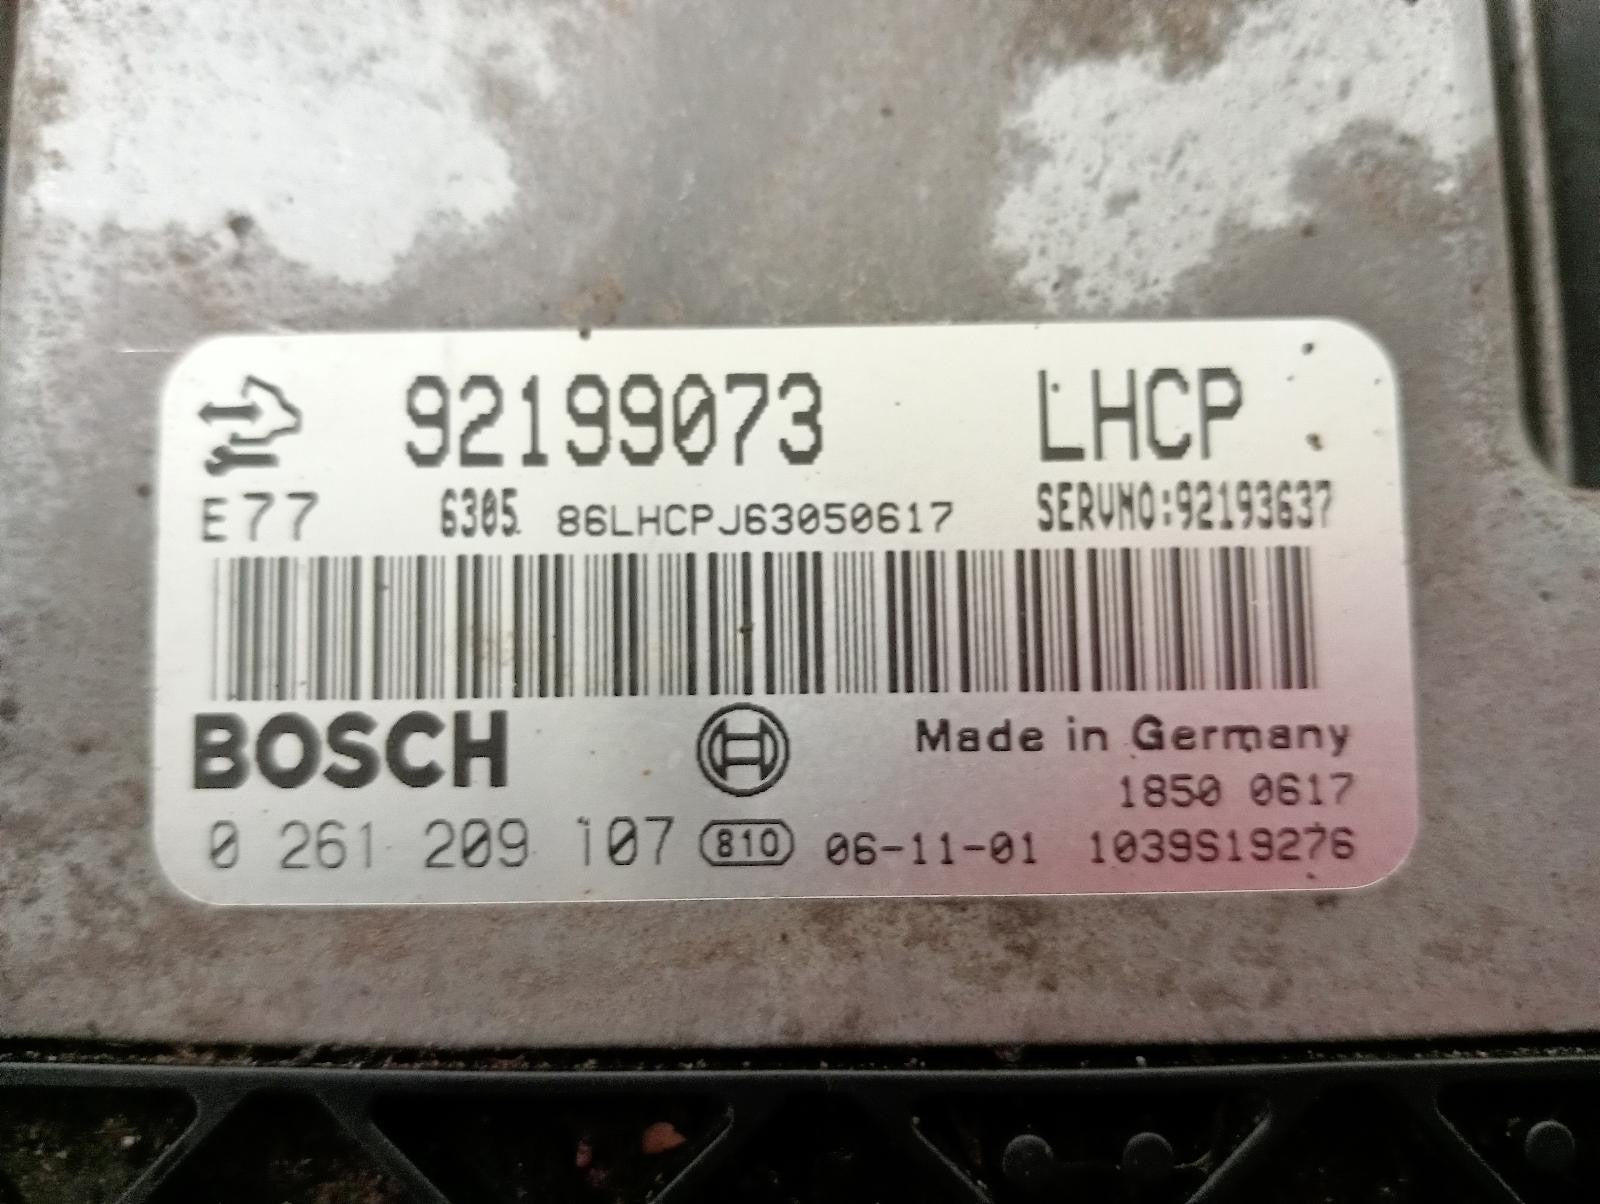 92199073 LHCP
E77 6305 86LHCPJ63050617 SERVNO:92193637
BOSCH Made in Germany
1850 0617
0 261 209 107 810 06-11-01 1039S19276